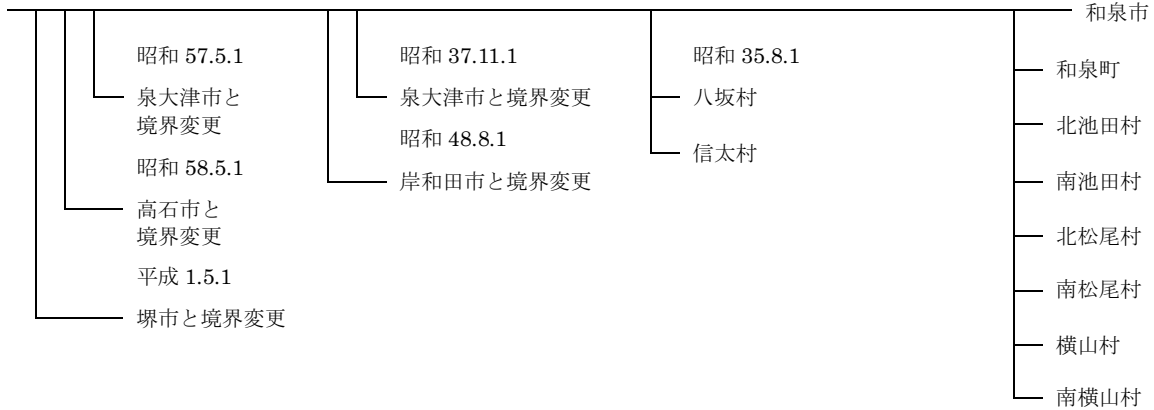 和泉市
昭和 57.5.1
泉大津市と
境界変更
昭和 58.5.1
高石市と
境界変更
平成 1.5.1
堺市と境界変更
昭和 37.11.1
泉大津市と境界変更
昭和 48.8.1
岸和田市と境界変更
昭和 35.8.1
八坂村
信太村
和泉町
北池田村
南池田村
北松尾村
南松尾村
横山村
南横山村